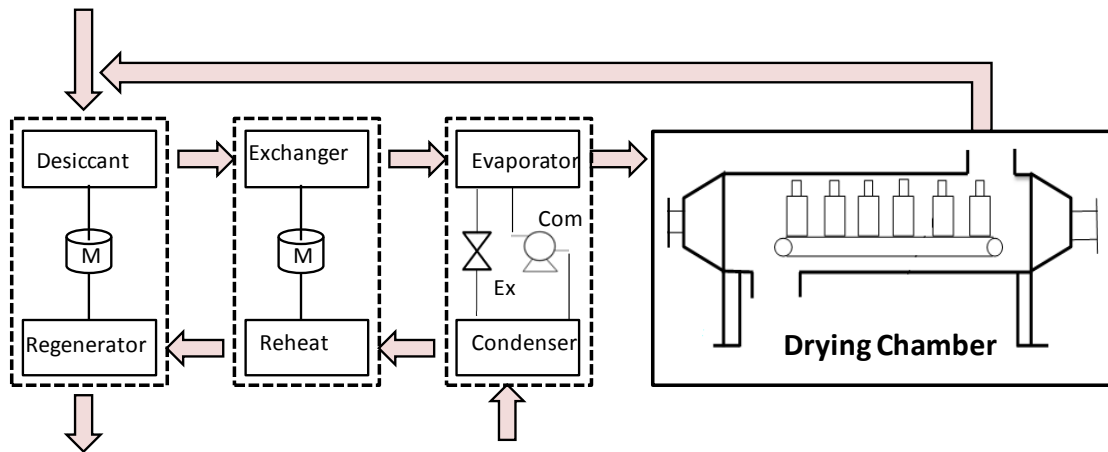 Desiccant
Exchanger
Evaporator
Com
M
M
Ex
Regenerator
Reheat
Condenser
Drying Chamber